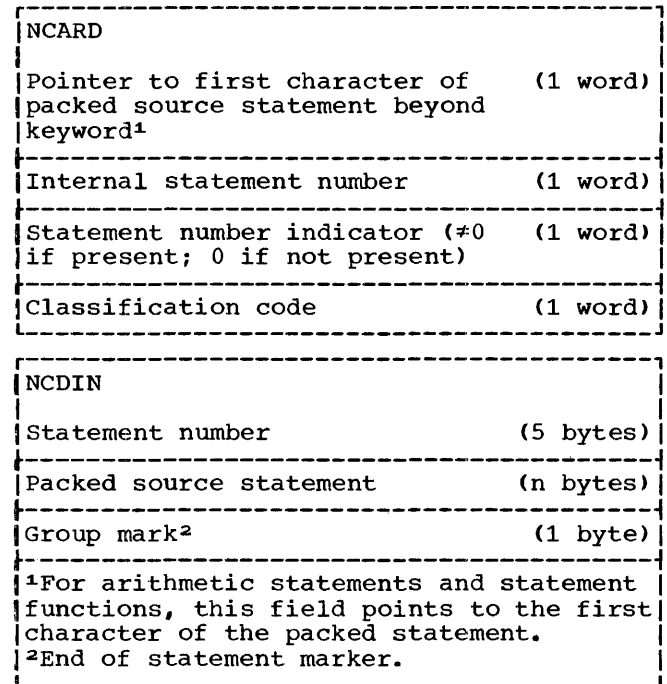 NCARD
Pointer to first character of (1 word)
packed source statement beyond
keyword¹
Internal statement number (1 word)
Statement number indicator (≠0 (1 word)
if present; 0 if not present)
Classification code (1 word)
NCDIN
Statement number (5 bytes)
Packed source statement (n bytes)
Group mark² (1 byte)
¹For arithmetic statements and statement
functions, this field points to the first
character of the packed statement.
²End of statement marker.